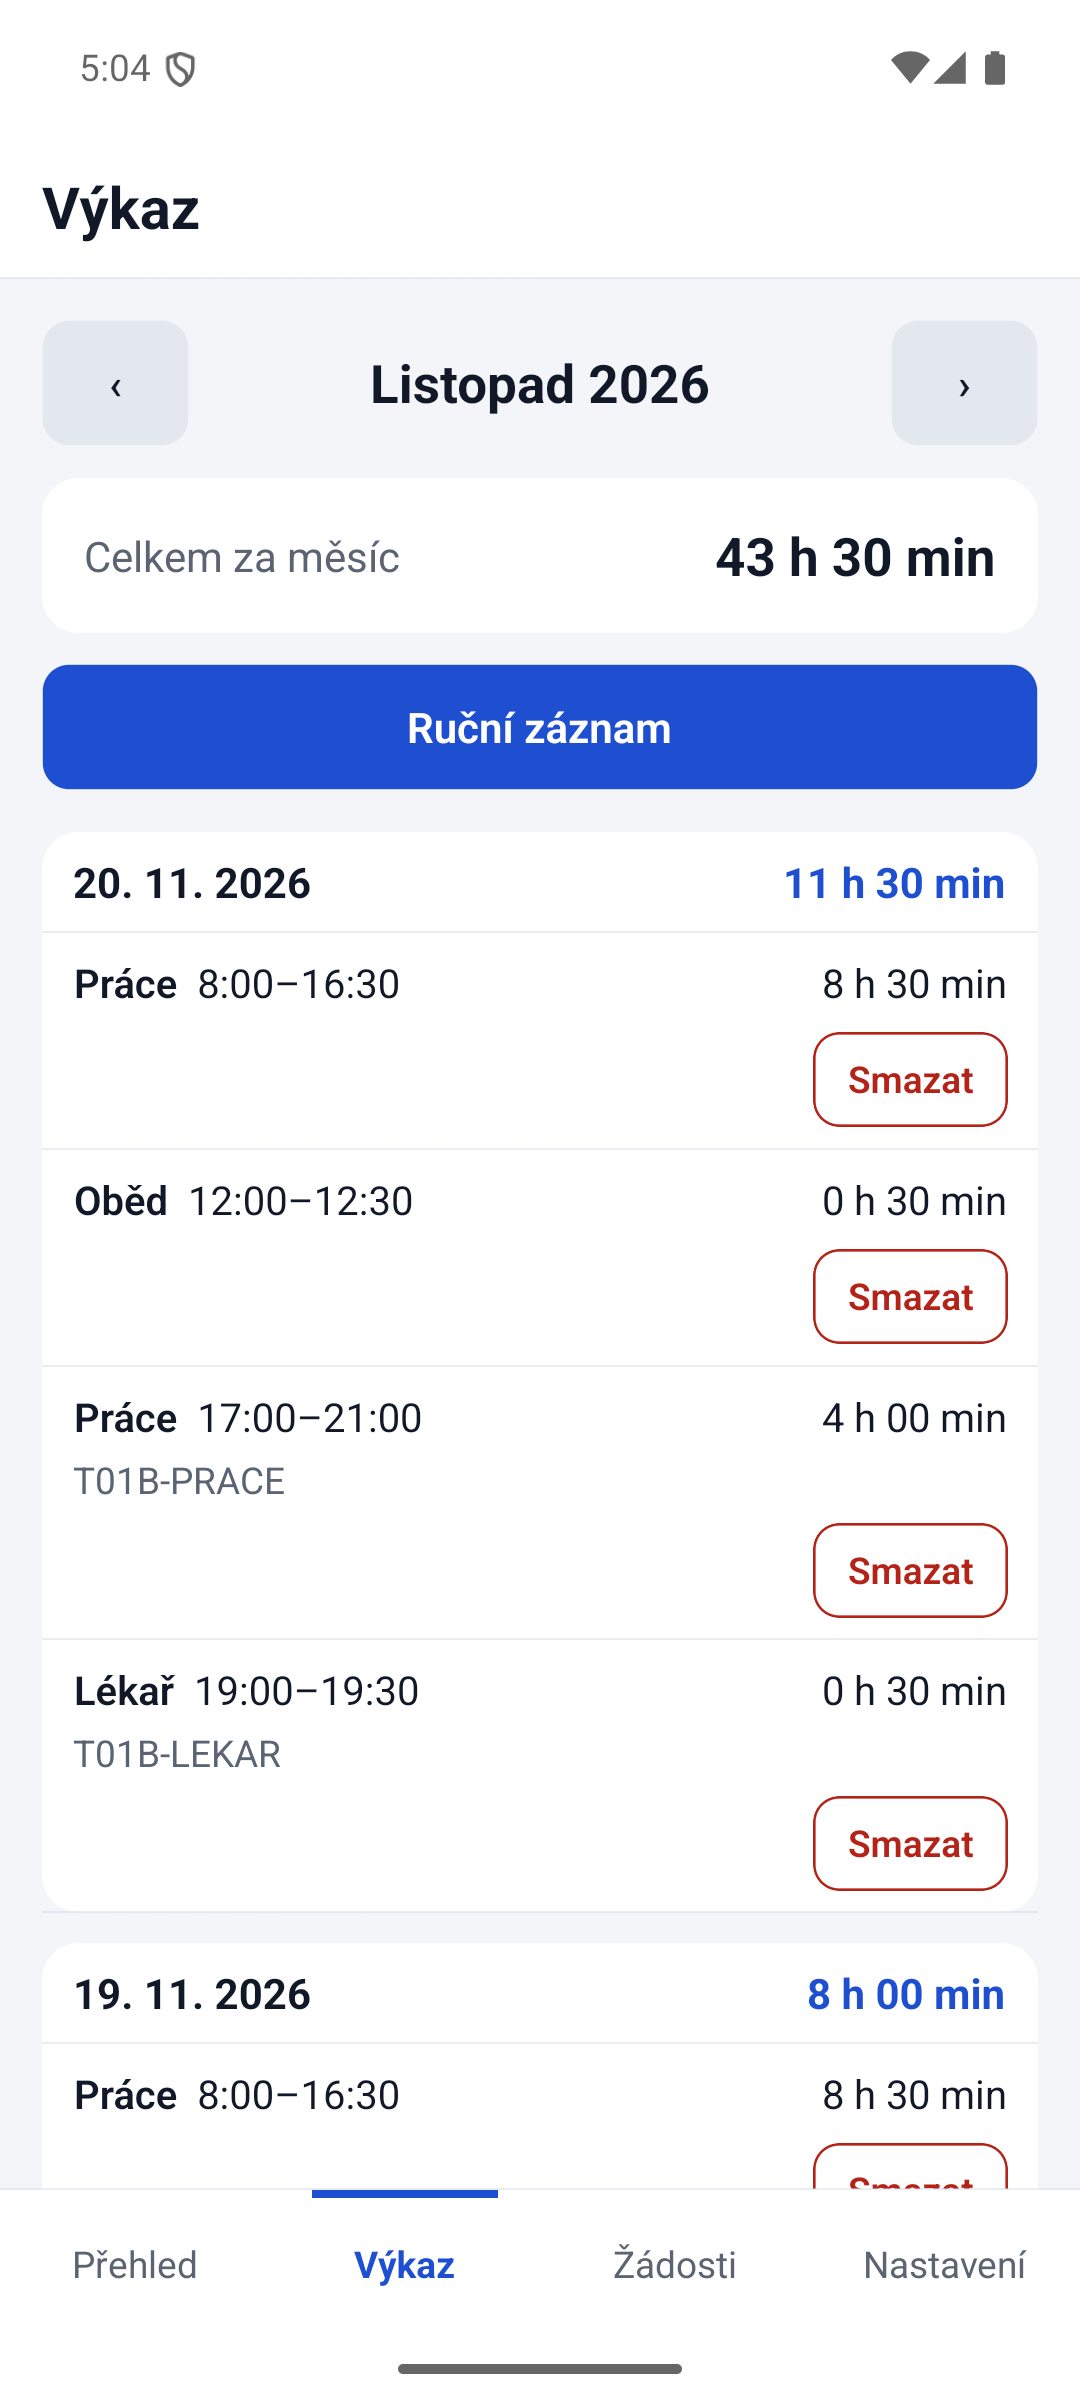 5:04
Výkaz
‹ Listopad 2026 ›
Celkem za měsíc 43 h 30 min
Ruční záznam
20. 11. 2026 11 h 30 min
Práce 8:00–16:30 8 h 30 min
Smazat
Oběd 12:00–12:30 0 h 30 min
Smazat
Práce 17:00–21:00 4 h 00 min
T01B-PRACE
Smazat
Lékař 19:00–19:30 0 h 30 min
T01B-LEKAR
Smazat
19. 11. 2026 8 h 00 min
Práce 8:00–16:30 8 h 30 min
Smazat
Přehled Výkaz Žádosti Nastavení